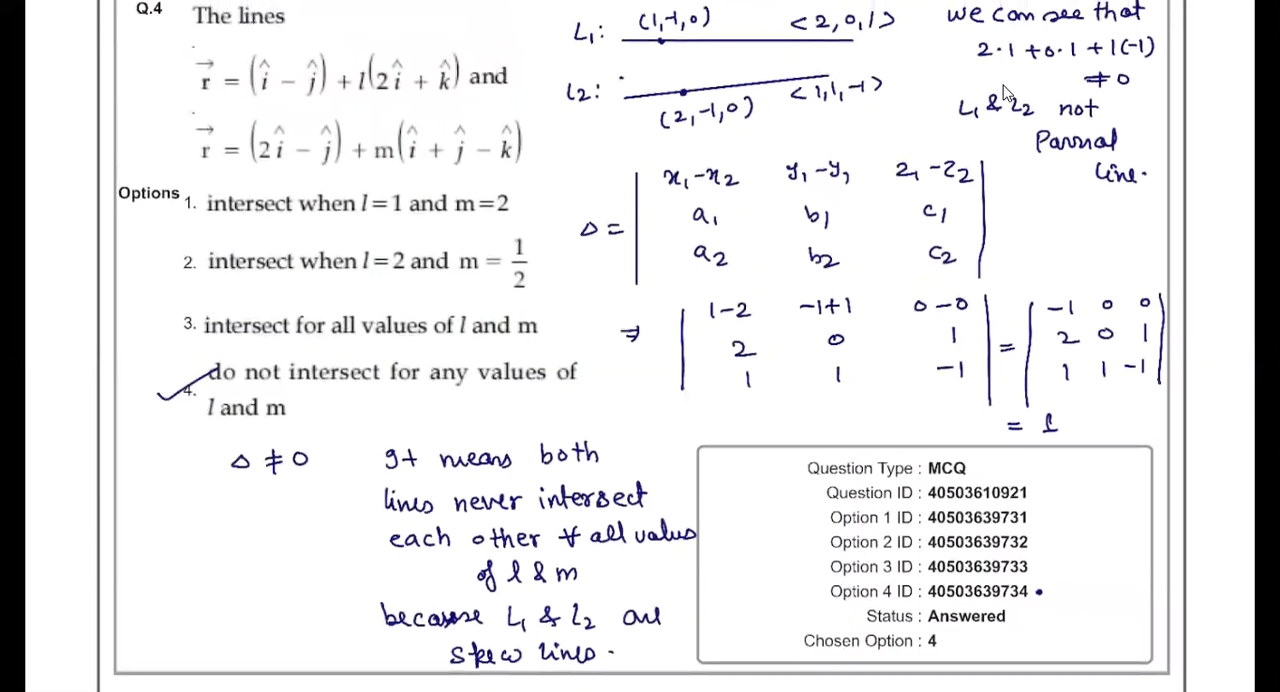 Q.4 The lines
r⃗ = (î − ĵ) + l(2î + k̂) and
r⃗ = (2î − ĵ) + m(î + ĵ − k̂)
Options 1. intersect when l = 1 and m = 2
2. intersect when l = 2 and m = 1/2
3. intersect for all values of l and m
4. do not intersect for any values of
l and m
L₁: (1,-1,0) <2,0,1>
L2: (2,-1,0) <1,1,-1>
we can see that
2·1 + 0·1 + 1(-1)
≠ 0
L₁ & L2 not
Parrnal
line.
Δ = | x₁-x2 y₁-y2 z₁-z2 |
| a₁ b₁ c₁ |
| a2 b2 c2 |
⇒ | 1-2 -1+1 0-0 | = | -1 0 0 |
| 2 0 1 | | 2 0 1 |
| 1 1 -1 | | 1 1 -1 |
= 1
Δ ≠ 0 It means both
lines never intersect
each other ∀ all values
of l & m
because L₁ & L2 are
skew lines.
Question Type : MCQ
Question ID : 40503610921
Option 1 ID : 40503639731
Option 2 ID : 40503639732
Option 3 ID : 40503639733
Option 4 ID : 40503639734
Status : Answered
Chosen Option : 4